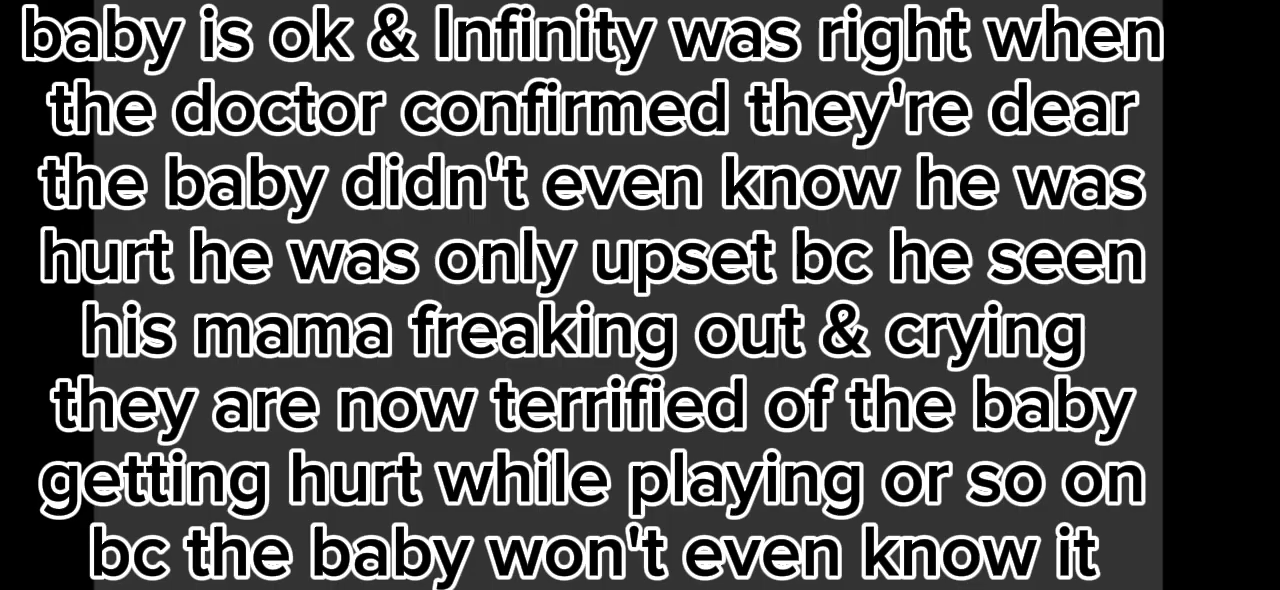 baby is ok & Infinity was right when
the doctor confirmed they're dear
the baby didn't even know he was
hurt he was only upset bc he seen
his mama freaking out & crying
they are now terrified of the baby
getting hurt while playing or so on
bc the baby won't even know it